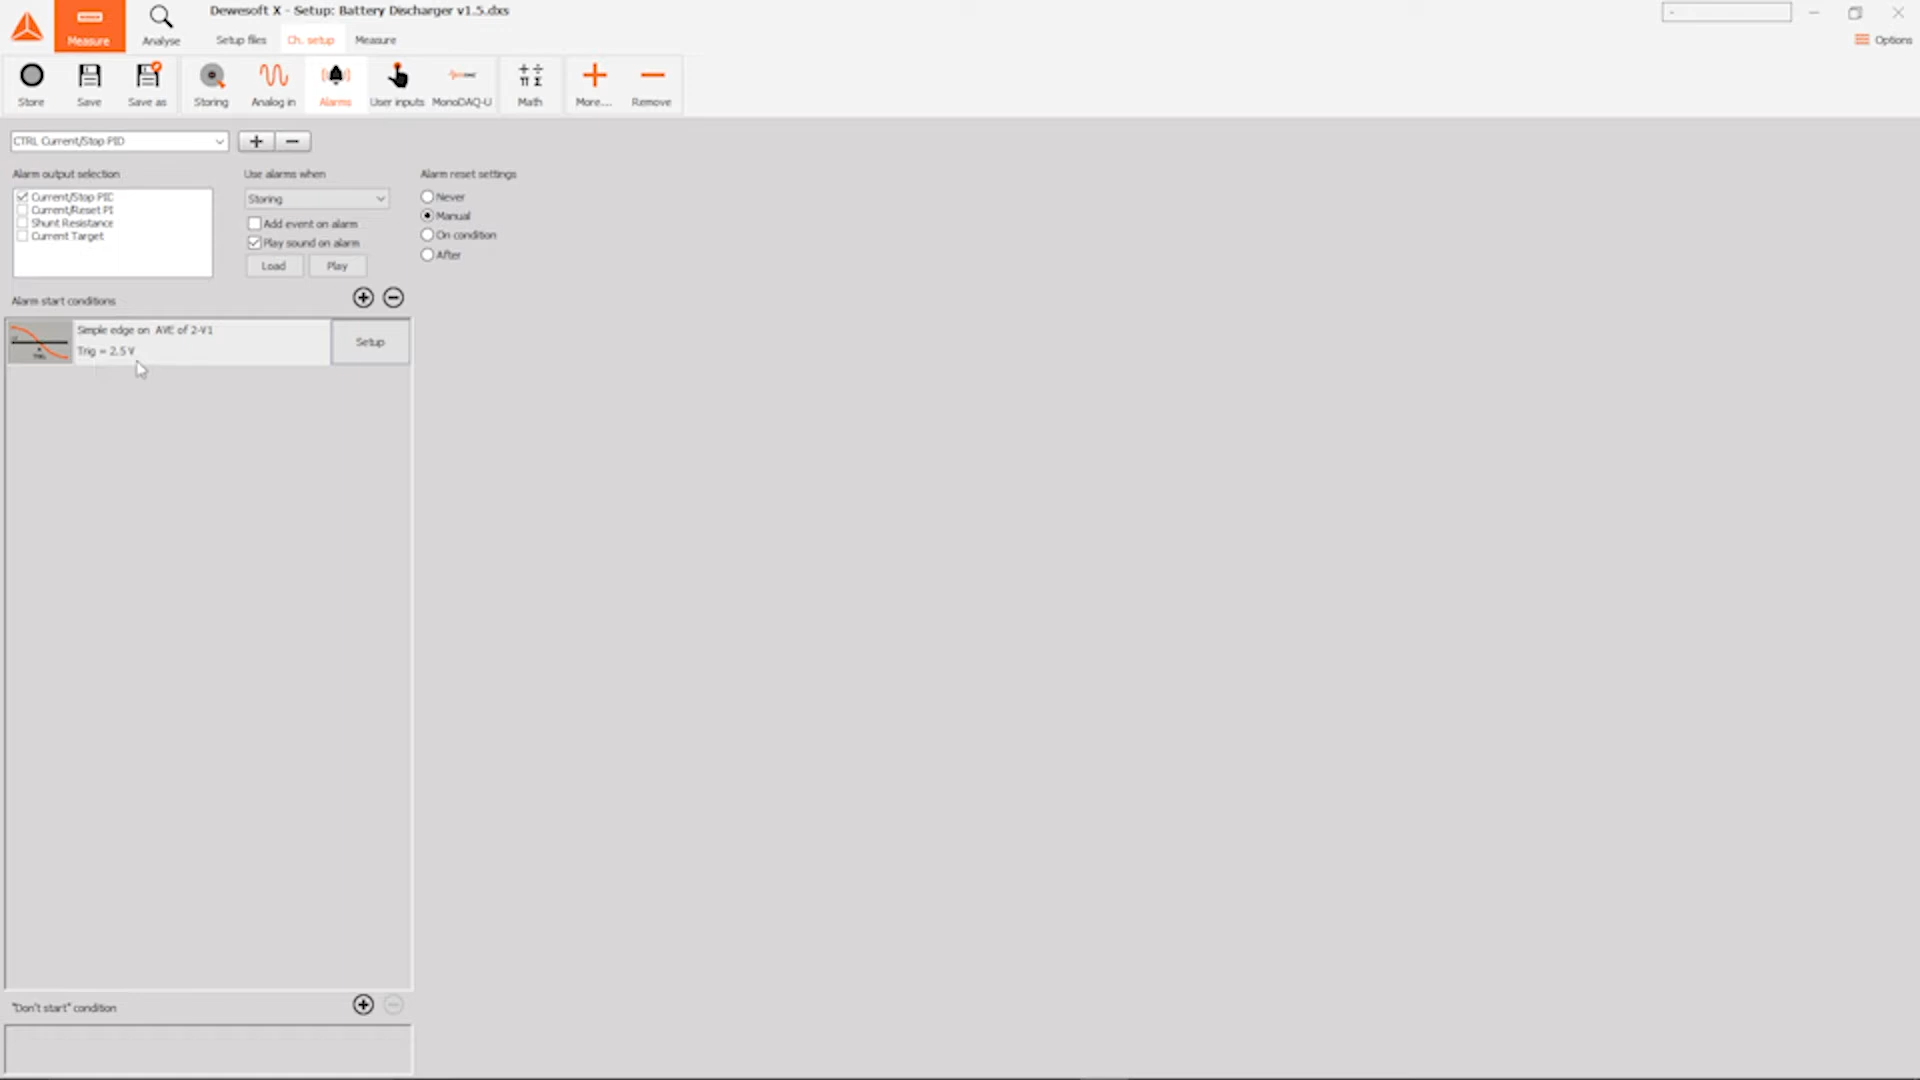 Dewesoft X - Setup: Battery Discharger v1.5.dxs
Measure
Analyse
Setup files
Ch. setup
Measure
Options
Store
Save
Save as
Storing
Analog in
Alarms
User inputs
MonoDAQ-U
Math
More...
Remove
CTRL Current/Stop PID
Alarm output selection
Use alarms when
Alarm reset settings
Current/Stop PIC
Current/Reset PI
Shunt Resistance
Current Target
Storing
Add event on alarm
Play sound on alarm
Load
Play
Never
Manual
On condition
After
Alarm start conditions
Simple edge on AVE of 2-V1
Trig = 2.5 V
Setup
"Don't start" condition